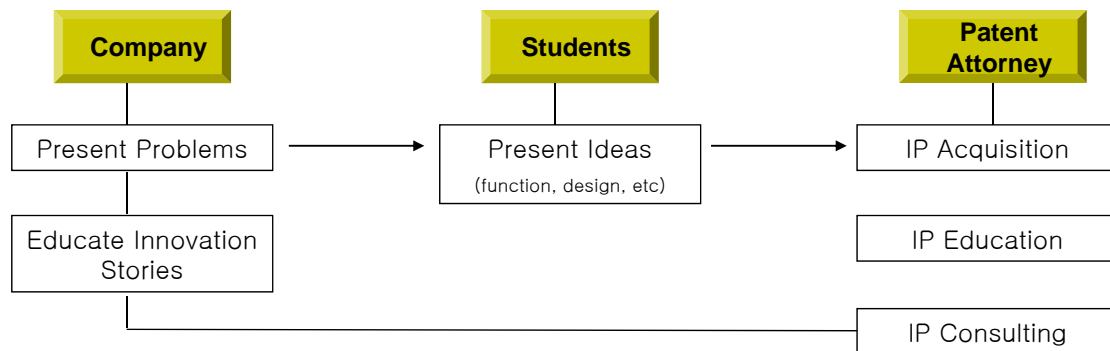 Company
Students
Patent
Attorney
Present Problems
Present Ideas
(function, design, etc)
IP Acquisition
Educate Innovation
Stories
IP Education
IP Consulting